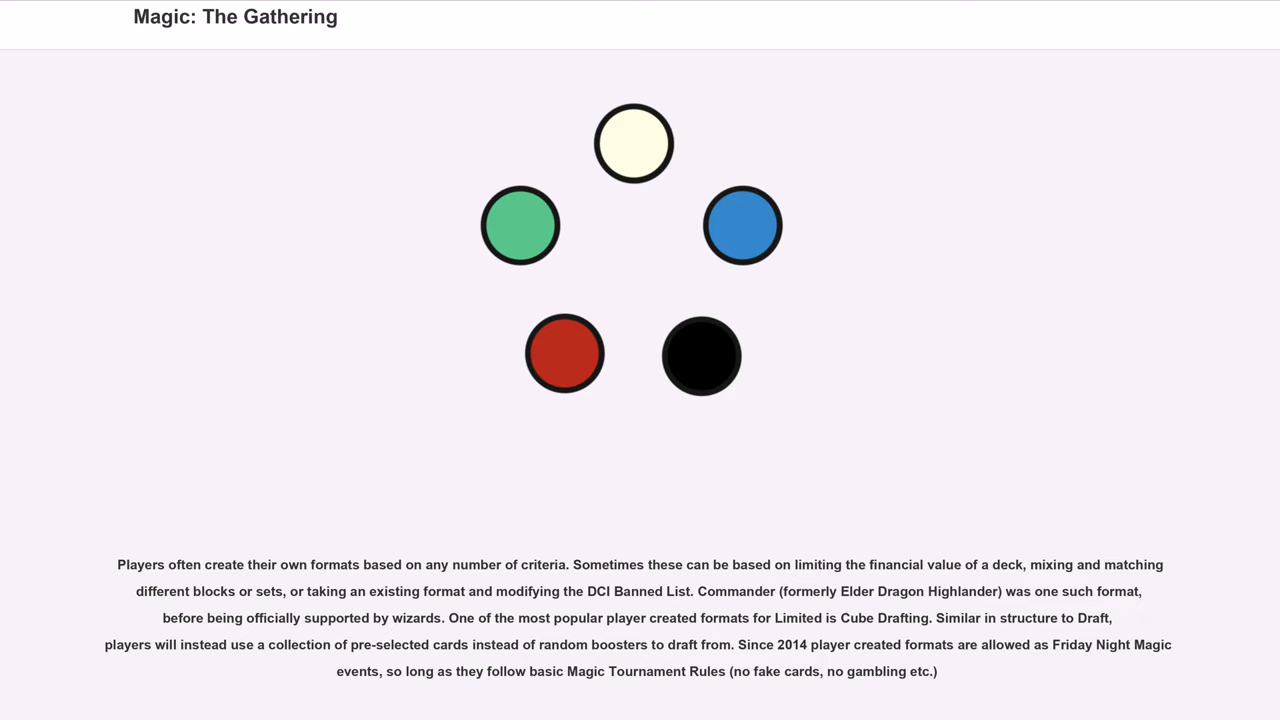 Magic: The Gathering
Players often create their own formats based on any number of criteria. Sometimes these can be based on limiting the financial value of a deck, mixing and matching
different blocks or sets, or taking an existing format and modifying the DCI Banned List. Commander (formerly Elder Dragon Highlander) was one such format,
before being officially supported by wizards. One of the most popular player created formats for Limited is Cube Drafting. Similar in structure to Draft,
players will instead use a collection of pre-selected cards instead of random boosters to draft from. Since 2014 player created formats are allowed as Friday Night Magic
events, so long as they follow basic Magic Tournament Rules (no fake cards, no gambling etc.)